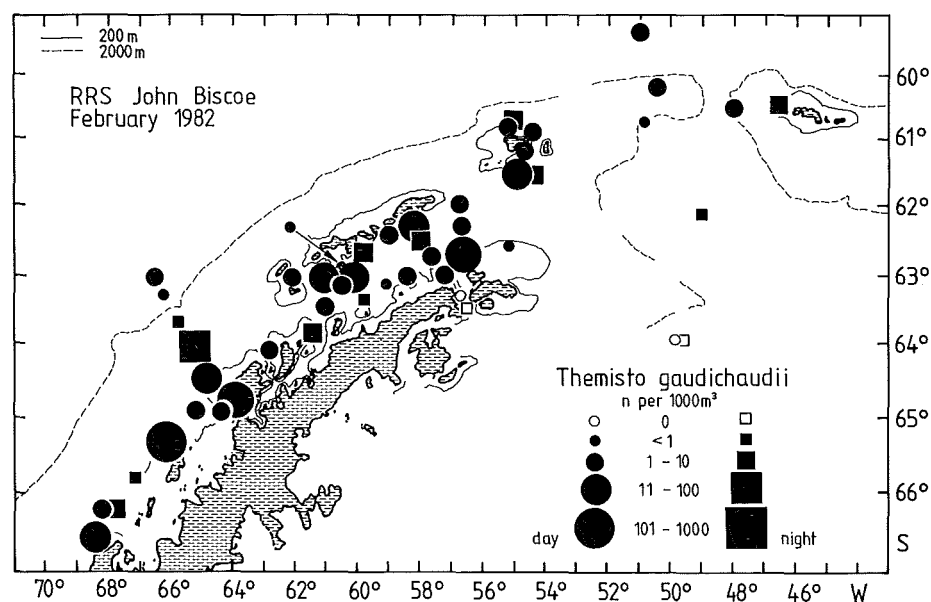 200 m
2000 m
RRS John Biscoe
February 1982
60°
61°
62°
63°
64°
65°
66°
S
Themisto gaudichaudii
n per 1000m³
0
<1
1 - 10
11 - 100
day 101 - 1000 night
70° 68° 66° 64° 62° 60° 58° 56° 54° 52° 50° 48° 46° W